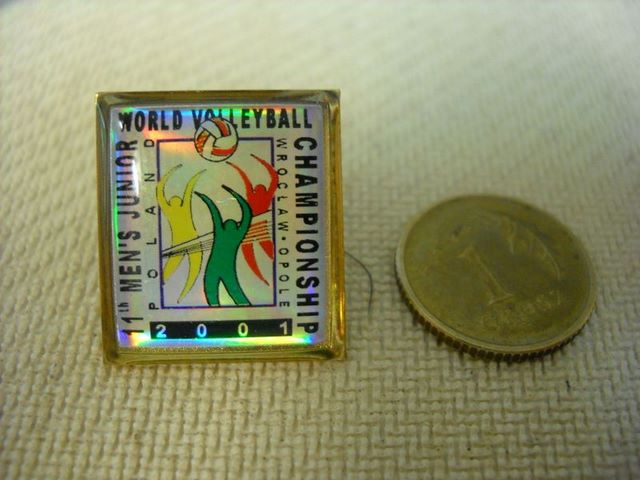 11th MEN'S JUNIOR
WORLD VOLLEYBALL
CHAMPIONSHIP
POLAND
WROCŁAW • OPOLE
2001
1